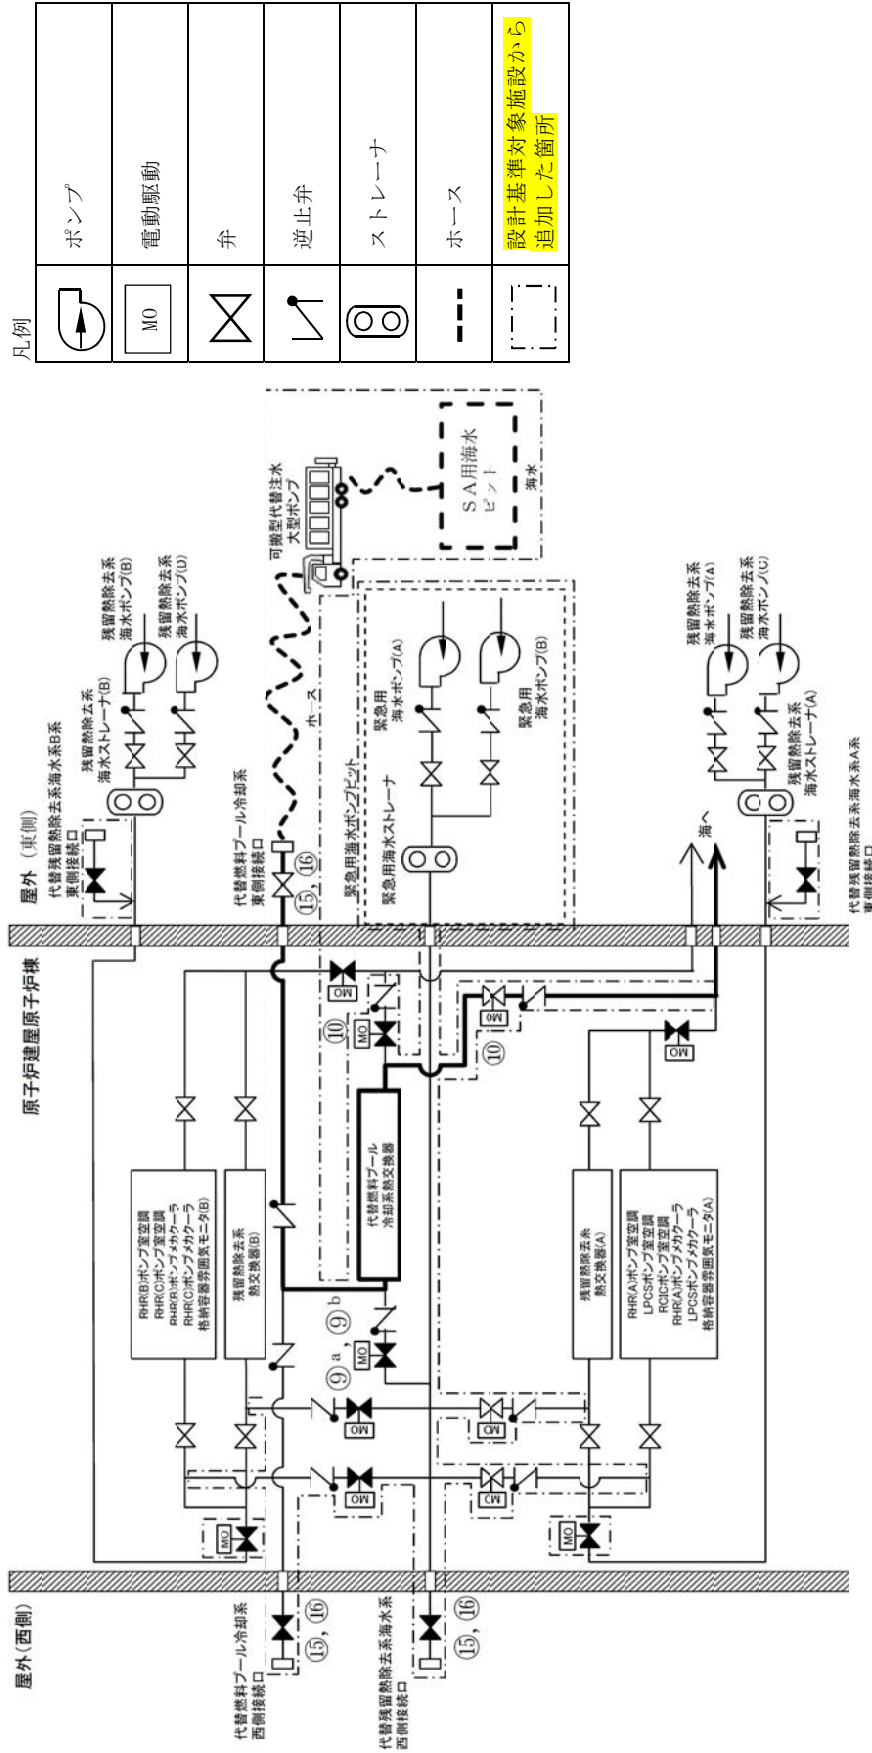 凡例
ポンプ
MO
電動駆動
弁
逆止弁
ストレーナ
ホース
設計基準対象施設から
追加した箇所
屋外（東側）
代替残留熱除去系海水系B系
東側接続口
残留熱除去系
海水ストレーナ(B)
残留熱除去系
海水ポンプ(B)
残留熱除去系
海水ポンプ(D)
代替燃料プール冷却系
東側接続口
⑮, ⑯
ホース
可搬型代替注水
大型ポンプ
ＳＡ用海水
ピット
海水
緊急用海水ポンプピット
緊急用海水ストレーナ
緊急用
海水ポンプ(A)
緊急用
海水ポンプ(B)
海へ
残留熱除去系
海水ポンプ(A)
残留熱除去系
海水ポンプ(C)
残留熱除去系
海水ストレーナ(A)
代替残留熱除去系海水系A系
東側接続口
原子炉建屋原子炉棟
MO
MO
⑩
MO
⑩
MO
RHR(B)ポンプ室空調
RHR(C)ポンプ室空調
RHR(B)ポンプメカクーラ
RHR(C)ポンプメカクーラ
格納容器雰囲気モニタ(B)
残留熱除去系
熱交換器(B)
代替燃料プール
冷却系熱交換器
残留熱除去系
熱交換器(A)
RHR(A)ポンプ室空調
LPCSポンプ室空調
RCICポンプ室空調
RHR(A)ポンプメカクーラ
LPCSポンプメカクーラ
格納容器雰囲気モニタ(A)
⑨a, ⑨b
MO
MO
MO
MO
MO
MO
MO
屋外(西側)
代替燃料プール冷却系
西側接続口
⑮, ⑯
代替残留熱除去系海水系
西側接続口
⑮, ⑯